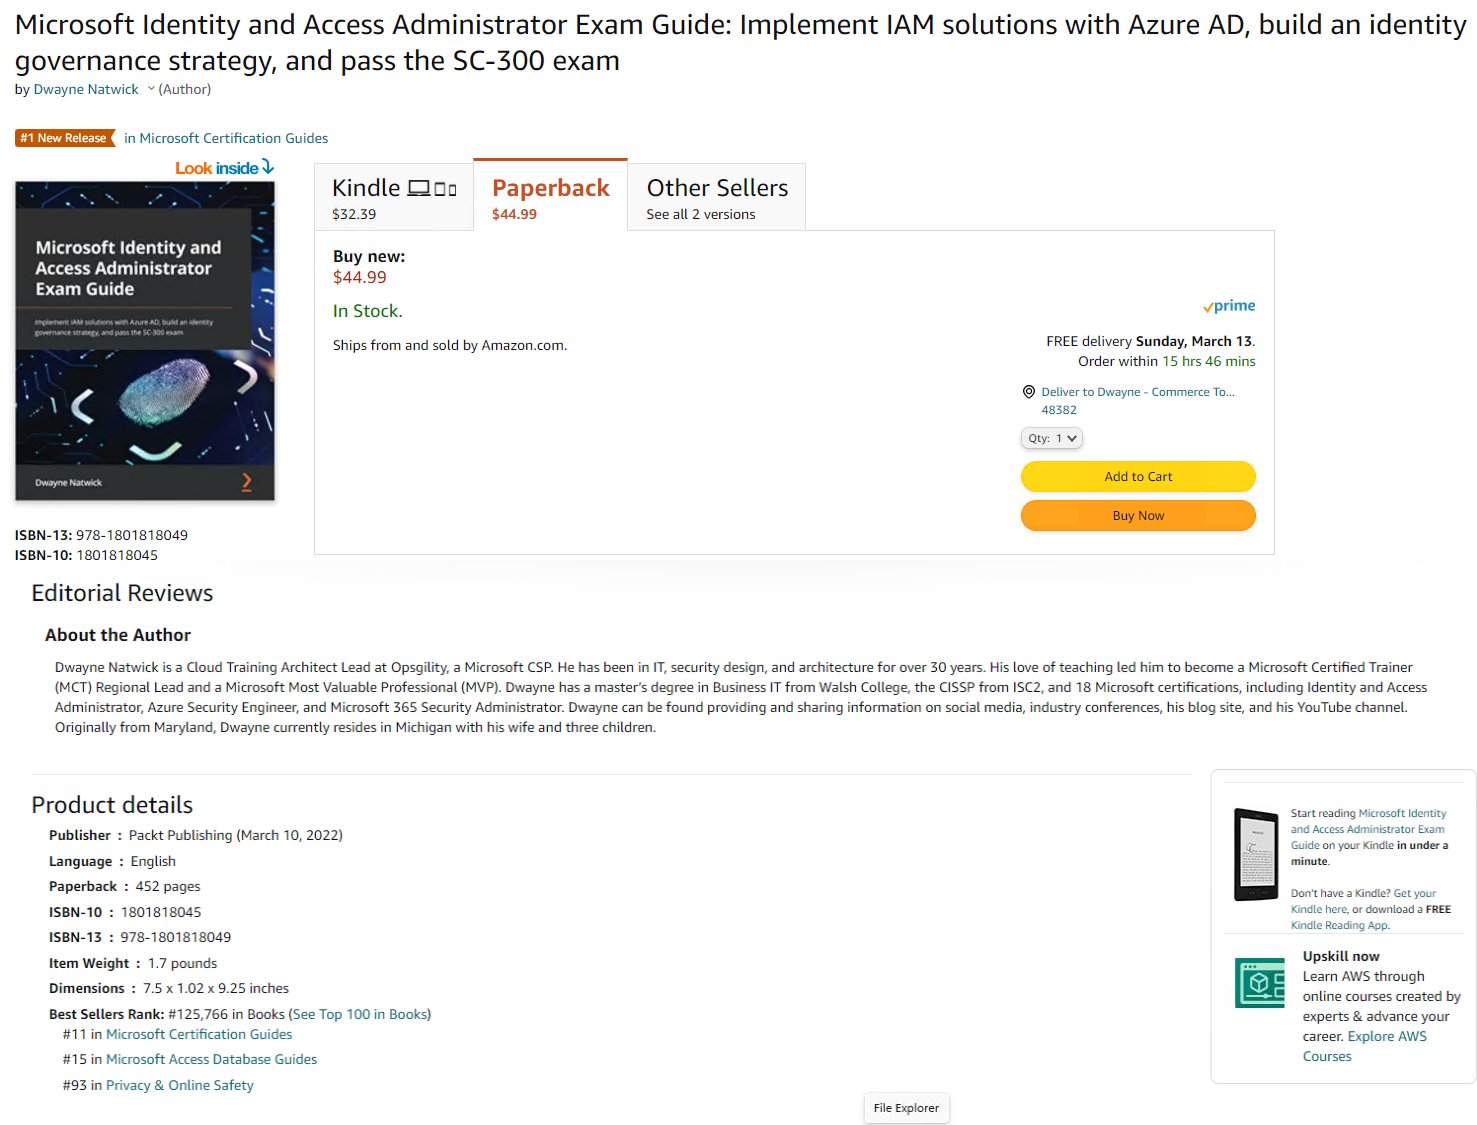 Microsoft Identity and Access Administrator Exam Guide: Implement IAM solutions with Azure AD, build an identity
governance strategy, and pass the SC-300 exam
by Dwayne Natwick (Author)
#1 New Release in Microsoft Certification Guides
Look inside
Microsoft Identity and
Access Administrator
Exam Guide
Implement IAM solutions with Azure AD, build an identity
governance strategy, and pass the SC-300 exam
Dwayne Natwick
ISBN-13: 978-1801818049
ISBN-10: 1801818045
Kindle
$32.39
Paperback
$44.99
Other Sellers
See all 2 versions
Buy new:
$44.99
In Stock.
Ships from and sold by Amazon.com.
prime
FREE delivery Sunday, March 13.
Order within 15 hrs 46 mins
Deliver to Dwayne - Commerce To...
48382
Qty: 1
Add to Cart
Buy Now
Editorial Reviews
About the Author
Dwayne Natwick is a Cloud Training Architect Lead at Opsgility, a Microsoft CSP. He has been in IT, security design, and architecture for over 30 years. His love of teaching led him to become a Microsoft Certified Trainer
(MCT) Regional Lead and a Microsoft Most Valuable Professional (MVP). Dwayne has a master's degree in Business IT from Walsh College, the CISSP from ISC2, and 18 Microsoft certifications, including Identity and Access
Administrator, Azure Security Engineer, and Microsoft 365 Security Administrator. Dwayne can be found providing and sharing information on social media, industry conferences, his blog site, and his YouTube channel.
Originally from Maryland, Dwayne currently resides in Michigan with his wife and three children.
Product details
Publisher : Packt Publishing (March 10, 2022)
Language : English
Paperback : 452 pages
ISBN-10 : 1801818045
ISBN-13 : 978-1801818049
Item Weight : 1.7 pounds
Dimensions : 7.5 x 1.02 x 9.25 inches
Best Sellers Rank: #125,766 in Books (See Top 100 in Books)
#11 in Microsoft Certification Guides
#15 in Microsoft Access Database Guides
#93 in Privacy & Online Safety
Start reading Microsoft Identity
and Access Administrator Exam
Guide on your Kindle in under a
minute.
Don't have a Kindle? Get your
Kindle here, or download a FREE
Kindle Reading App.
Upskill now
Learn AWS through
online courses created by
experts & advance your
career. Explore AWS
Courses
File Explorer